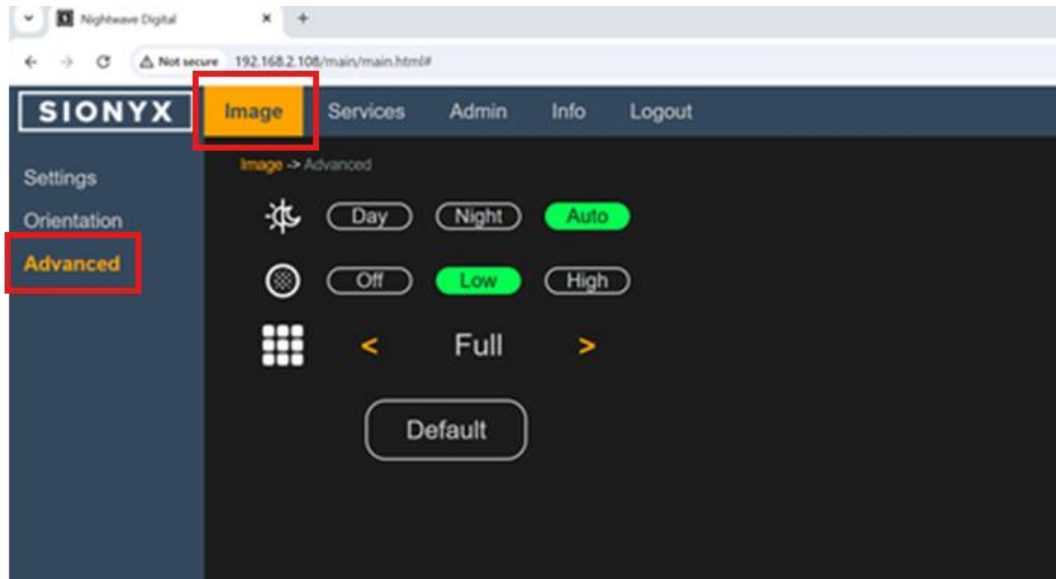 Nightwave Digital
Not secure 192.168.2.108/main/main.html#
SIONYX Image Services Admin Info Logout
Image -> Advanced
Settings
Orientation
Advanced
Day Night Auto
Off Low High
< Full >
Default